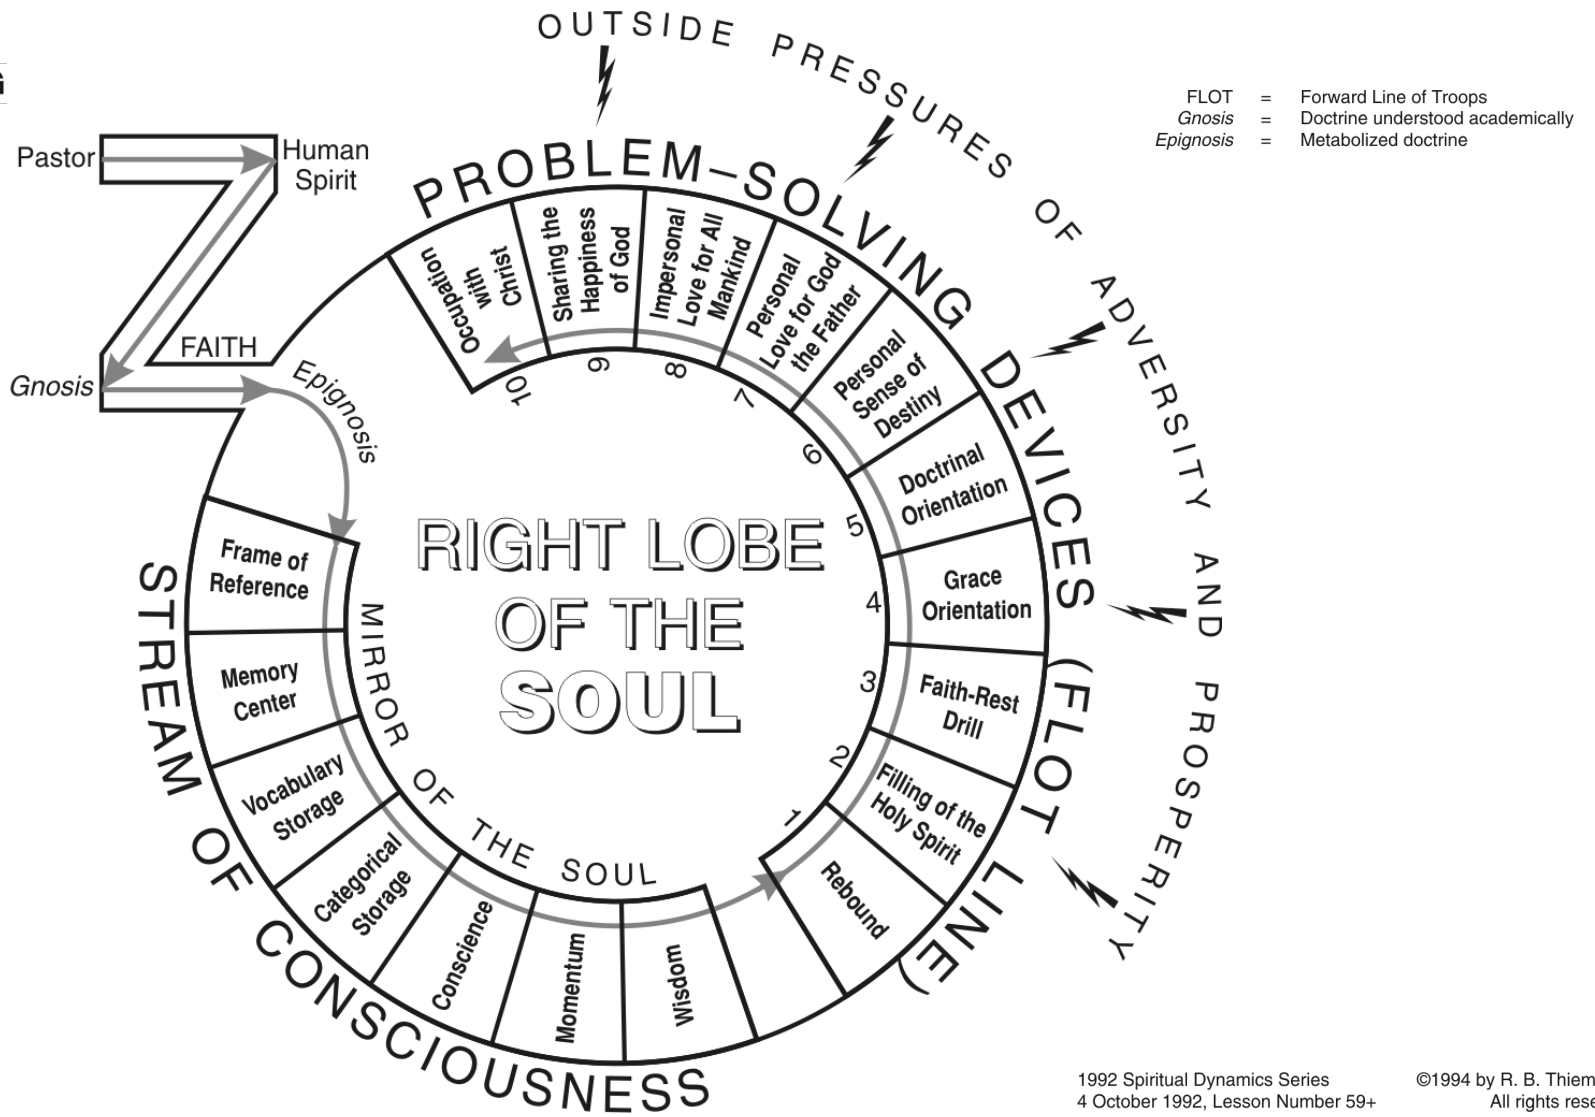 G
OUTSIDE PRESSURES OF ADVERSITY AND PROSPERITY
FLOT = Forward Line of Troops
Gnosis = Doctrine understood academically
Epignosis = Metabolized doctrine
Pastor
Human
Spirit
FAITH
Gnosis
Epignosis
PROBLEM–SOLVING DEVICES (FLOT LINE)
Occupation
with
Christ
10
Sharing the
Happiness
of God
9
Impersonal
Love for All
Mankind
8
Personal
Love for God
the Father
7
Personal
Sense of
Destiny
6
Doctrinal
Orientation
5
Grace
Orientation
4
Faith-Rest
Drill
3
Filling of the
Holy Spirit
2
Rebound
1
RIGHT LOBE
OF THE
SOUL
MIRROR OF THE SOUL
Frame of
Reference
Memory
Center
Vocabulary
Storage
Categorical
Storage
Conscience
Momentum
Wisdom
STREAM OF CONSCIOUSNESS
1992 Spiritual Dynamics Series
4 October 1992, Lesson Number 59+
©1994 by R. B. Thiem
All rights rese